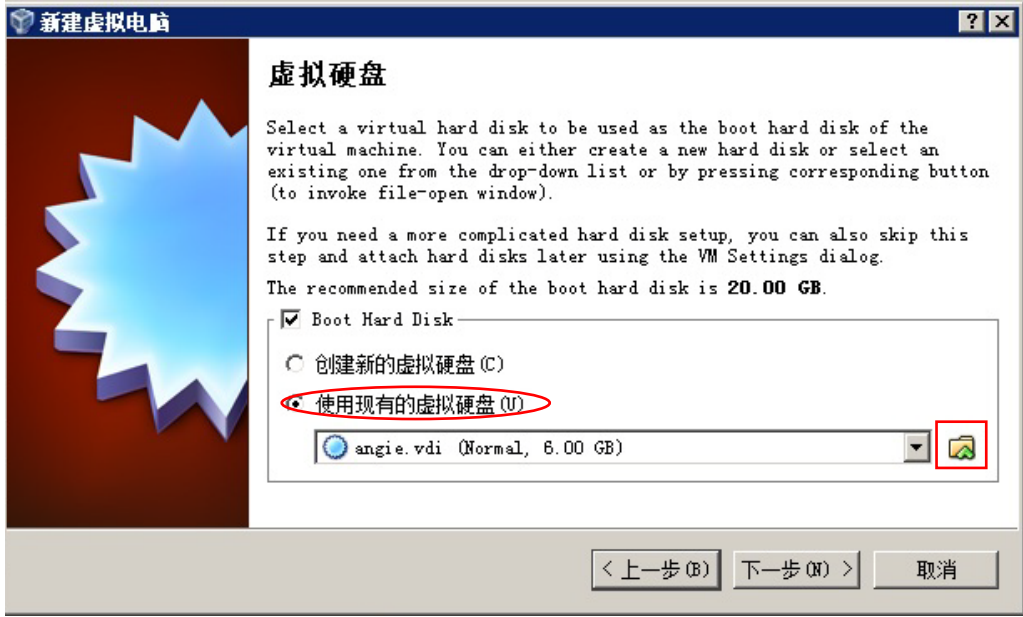 新建虚拟电脑
虚拟硬盘
Select a virtual hard disk to be used as the boot hard disk of the
virtual machine. You can either create a new hard disk or select an
existing one from the drop-down list or by pressing corresponding button
(to invoke file-open window).
If you need a more complicated hard disk setup, you can also skip this
step and attach hard disks later using the VM Settings dialog.
The recommended size of the boot hard disk is 20.00 GB.
Boot Hard Disk
创建新的虚拟硬盘(C)
使用现有的虚拟硬盘(U)
angie.vdi (Normal, 6.00 GB)
< 上一步(B) 下一步(N) > 取消